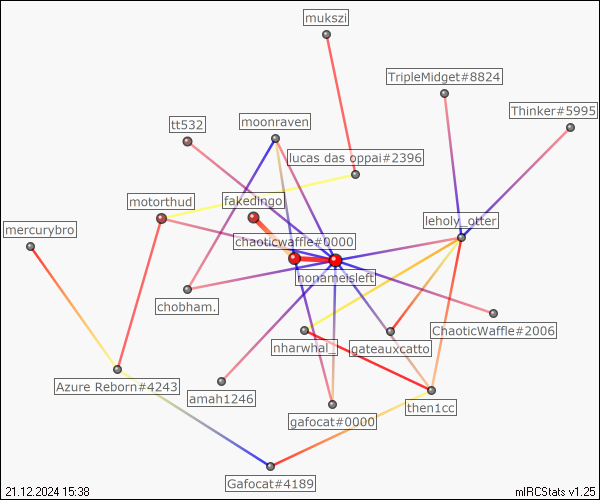 mukszi
TripleMidget#8824
Thinker#5995
tt532
moonraven
lucas das oppai#2396
motorthud
fakedingo
leholy_otter
mercurybro
chaoticwaffle#0000
nonameisleft
chobham.
ChaoticWaffle#2006
nharwhal_
gateauxcatto
Azure Reborn#4243
amah1246
then1cc
gafocat#0000
Gafocat#4189
21.12.2024 15:38
mIRCStats v1.25